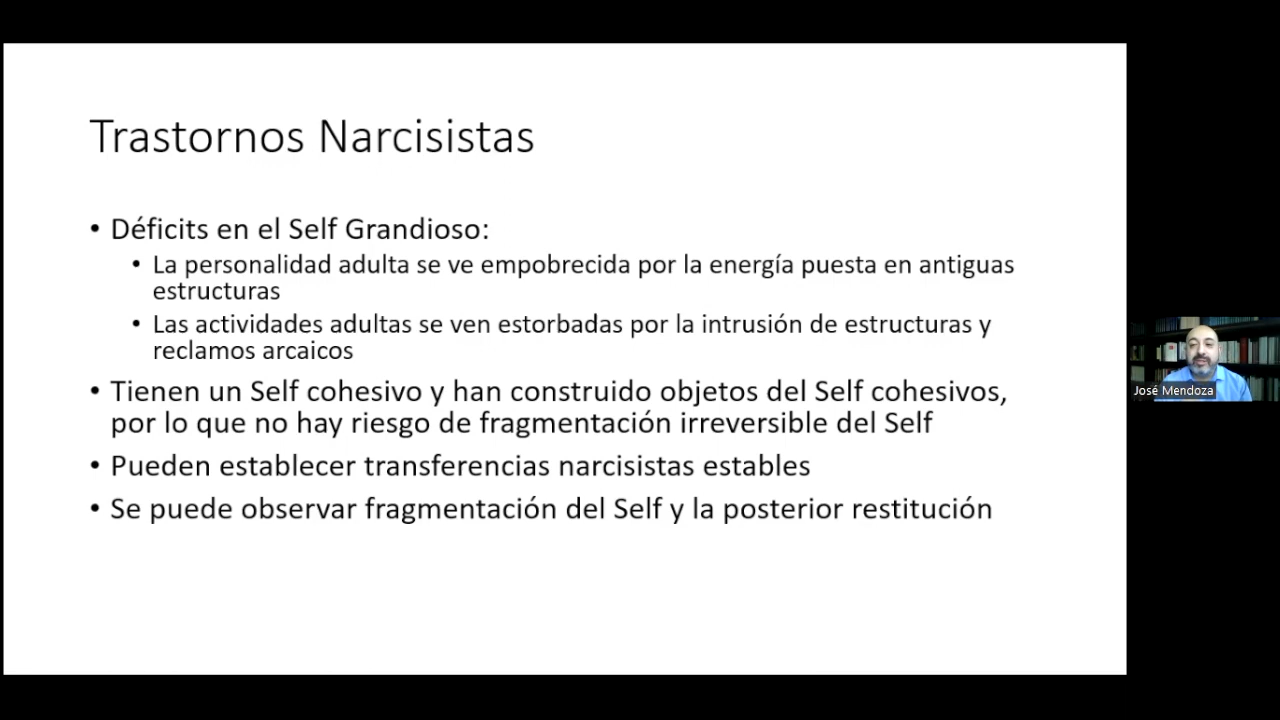 Trastornos Narcisistas
• Déficits en el Self Grandioso:
• La personalidad adulta se ve empobrecida por la energía puesta en antiguas
estructuras
• Las actividades adultas se ven estorbadas por la intrusión de estructuras y
reclamos arcaicos
• Tienen un Self cohesivo y han construido objetos del Self cohesivos,
por lo que no hay riesgo de fragmentación irreversible del Self
• Pueden establecer transferencias narcisistas estables
• Se puede observar fragmentación del Self y la posterior restitución
José Mendoza